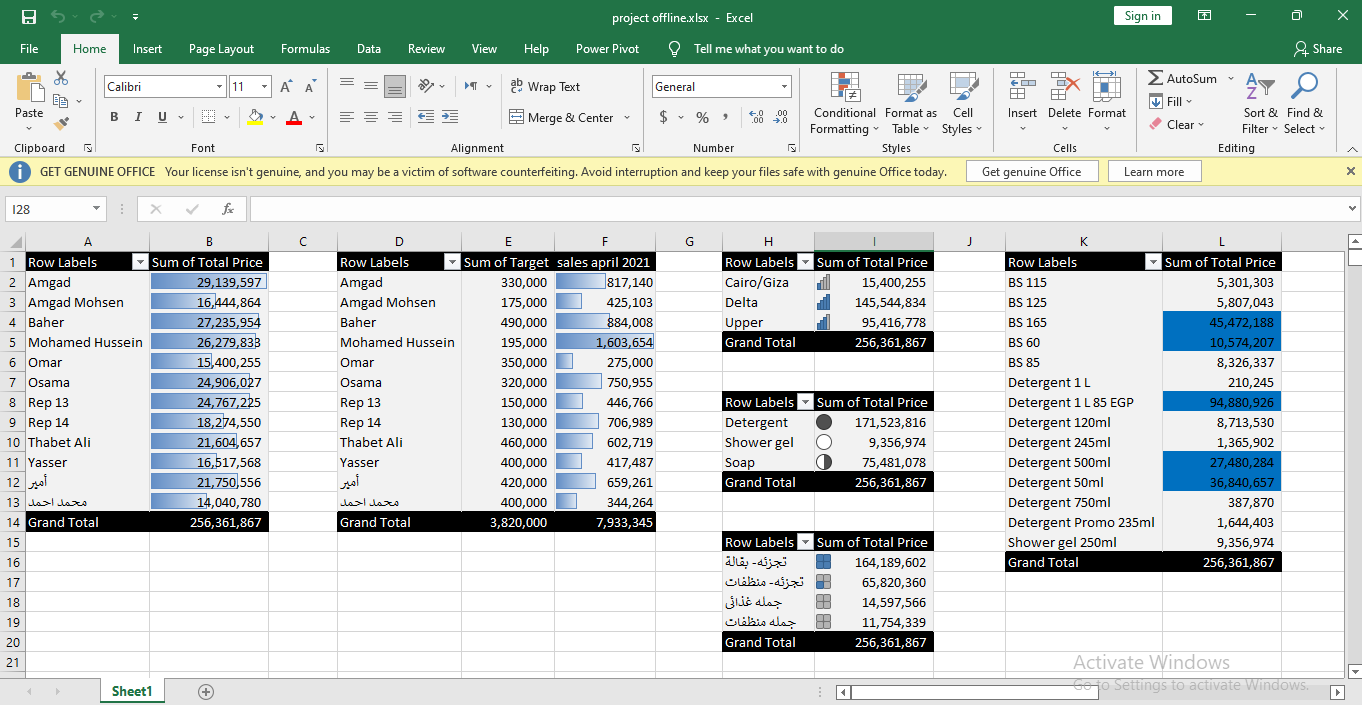 project offline.xlsx - Excel
Sign in
File Home Insert Page Layout Formulas Data Review View Help Power Pivot Tell me what you want to do Share
Paste
Calibri 11
B I U
ab Wrap Text
Merge & Center
General
$ % ,
Conditional Formatting
Format as Table
Cell Styles
Insert Delete Format
AutoSum
Fill
Clear
Sort & Filter
Find & Select
Clipboard Font Alignment Number Styles Cells Editing
GET GENUINE OFFICE Your license isn't genuine, and you may be a victim of software counterfeiting. Avoid interruption and keep your files safe with genuine Office today. Get genuine Office Learn more
I28 fx
A B C D E F G H I J K L
1 Row Labels Sum of Total Price Row Labels Sum of Target sales april 2021 Row Labels Sum of Total Price Row Labels Sum of Total Price
2 Amgad 29,139,597 Amgad 330,000 817,140 Cairo/Giza 15,400,255 BS 115 5,301,303
3 Amgad Mohsen 16,444,864 Amgad Mohsen 175,000 425,103 Delta 145,544,834 BS 125 5,807,043
4 Baher 27,235,954 Baher 490,000 884,008 Upper 95,416,778 BS 165 45,472,188
5 Mohamed Hussein 26,279,833 Mohamed Hussein 195,000 1,603,654 Grand Total 256,361,867 BS 60 10,574,207
6 Omar 15,400,255 Omar 350,000 275,000 BS 85 8,326,337
7 Osama 24,906,027 Osama 320,000 750,955 Detergent 1 L 210,245
8 Rep 13 24,767,225 Rep 13 150,000 446,766 Row Labels Sum of Total Price Detergent 1 L 85 EGP 94,880,926
9 Rep 14 18,274,550 Rep 14 130,000 706,989 Detergent 171,523,816 Detergent 120ml 8,713,530
10 Thabet Ali 21,604,657 Thabet Ali 460,000 602,719 Shower gel 9,356,974 Detergent 245ml 1,365,902
11 Yasser 16,517,568 Yasser 400,000 417,487 Soap 75,481,078 Detergent 500ml 27,480,284
12 أمير 21,750,556 أمير 420,000 659,261 Grand Total 256,361,867 Detergent 50ml 36,840,657
13 محمد احمد 14,040,780 محمد احمد 400,000 344,264 Detergent 750ml 387,870
14 Grand Total 256,361,867 Grand Total 3,820,000 7,933,345 Detergent Promo 235ml 1,644,403
15 Row Labels Sum of Total Price Shower gel 250ml 9,356,974
16 تجزئه- بقالة 164,189,602 Grand Total 256,361,867
17 تجزئه- منظفات 65,820,360
18 جمله غذائى 14,597,566
19 جمله منظفات 11,754,339
20 Grand Total 256,361,867
21
Activate Windows
Go to Settings to activate Windows.
Sheet1